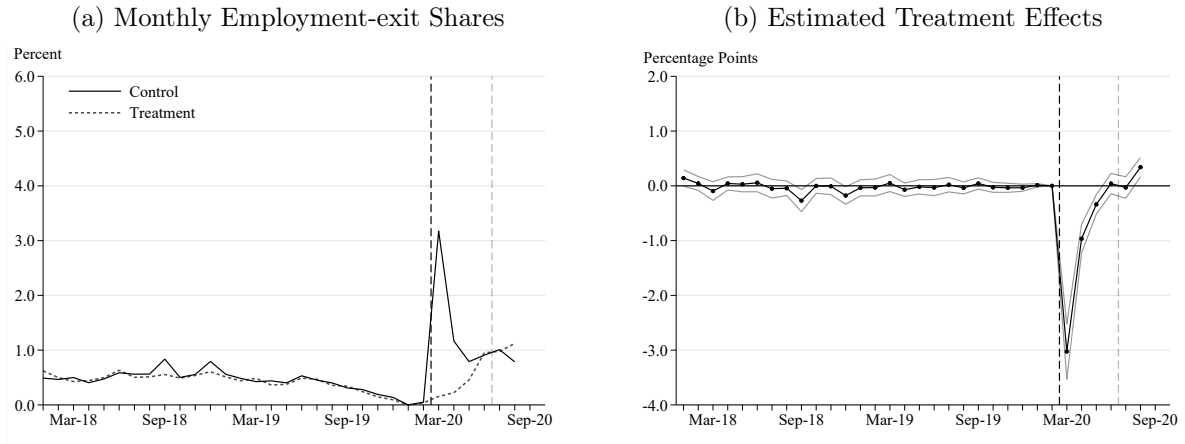 (a) Monthly Employment-exit Shares
Percent
6.0
5.0
4.0
3.0
2.0
1.0
0.0
Control
Treatment
Mar-18 Sep-18 Mar-19 Sep-19 Mar-20 Sep-20
(b) Estimated Treatment Effects
Percentage Points
2.0
1.0
0.0
-1.0
-2.0
-3.0
-4.0
Mar-18 Sep-18 Mar-19 Sep-19 Mar-20 Sep-20